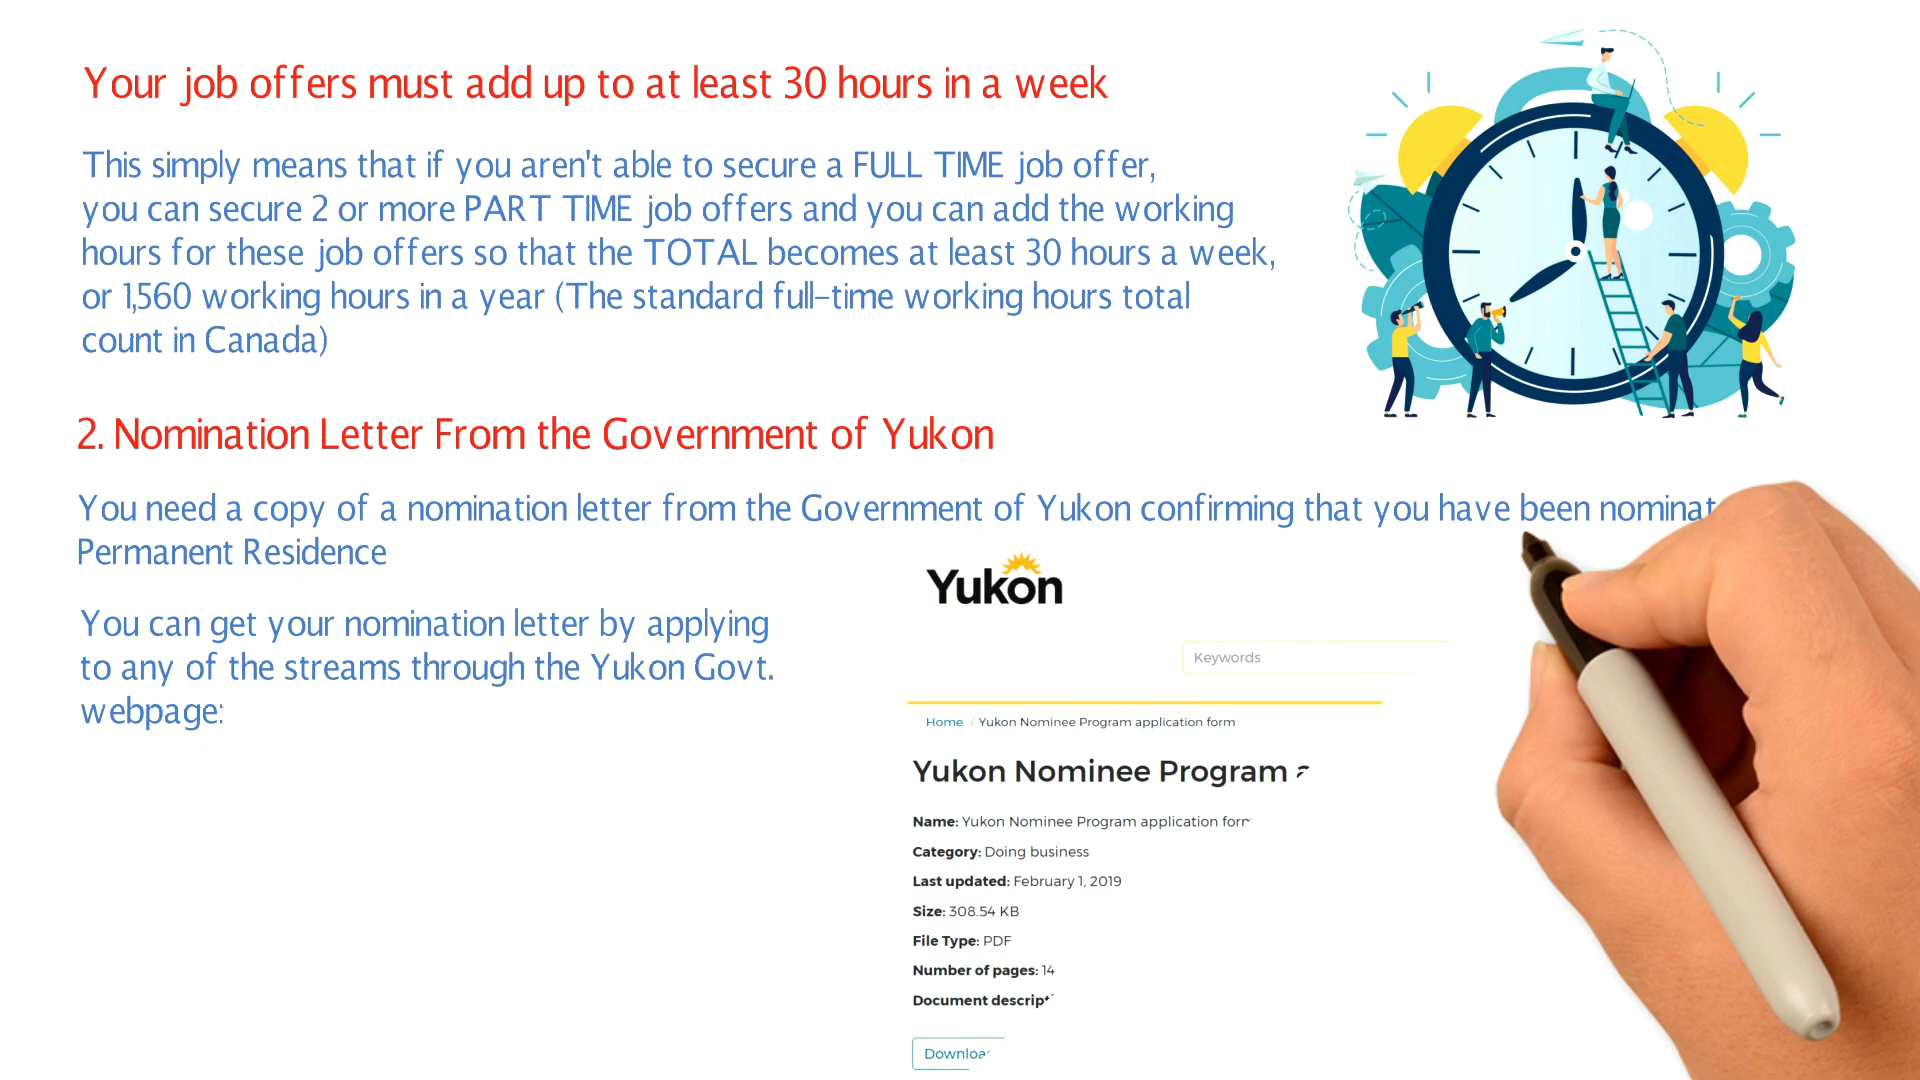 Your job offers must add up to at least 30 hours in a week
This simply means that if you aren't able to secure a FULL TIME job offer,
you can secure 2 or more PART TIME job offers and you can add the working
hours for these job offers so that the TOTAL becomes at least 30 hours a week,
or 1,560 working hours in a year (The standard full-time working hours total
count in Canada)
2. Nomination Letter From the Government of Yukon
You need a copy of a nomination letter from the Government of Yukon confirming that you have been nominat
Permanent Residence
You can get your nomination letter by applying
to any of the streams through the Yukon Govt.
webpage:
Yukon
Keywords
Home / Yukon Nominee Program application form
Yukon Nominee Program
Name: Yukon Nominee Program application form
Category: Doing business
Last updated: February 1, 2019
Size: 308.54 KB
File Type: PDF
Number of pages: 14
Document descript
Downloa